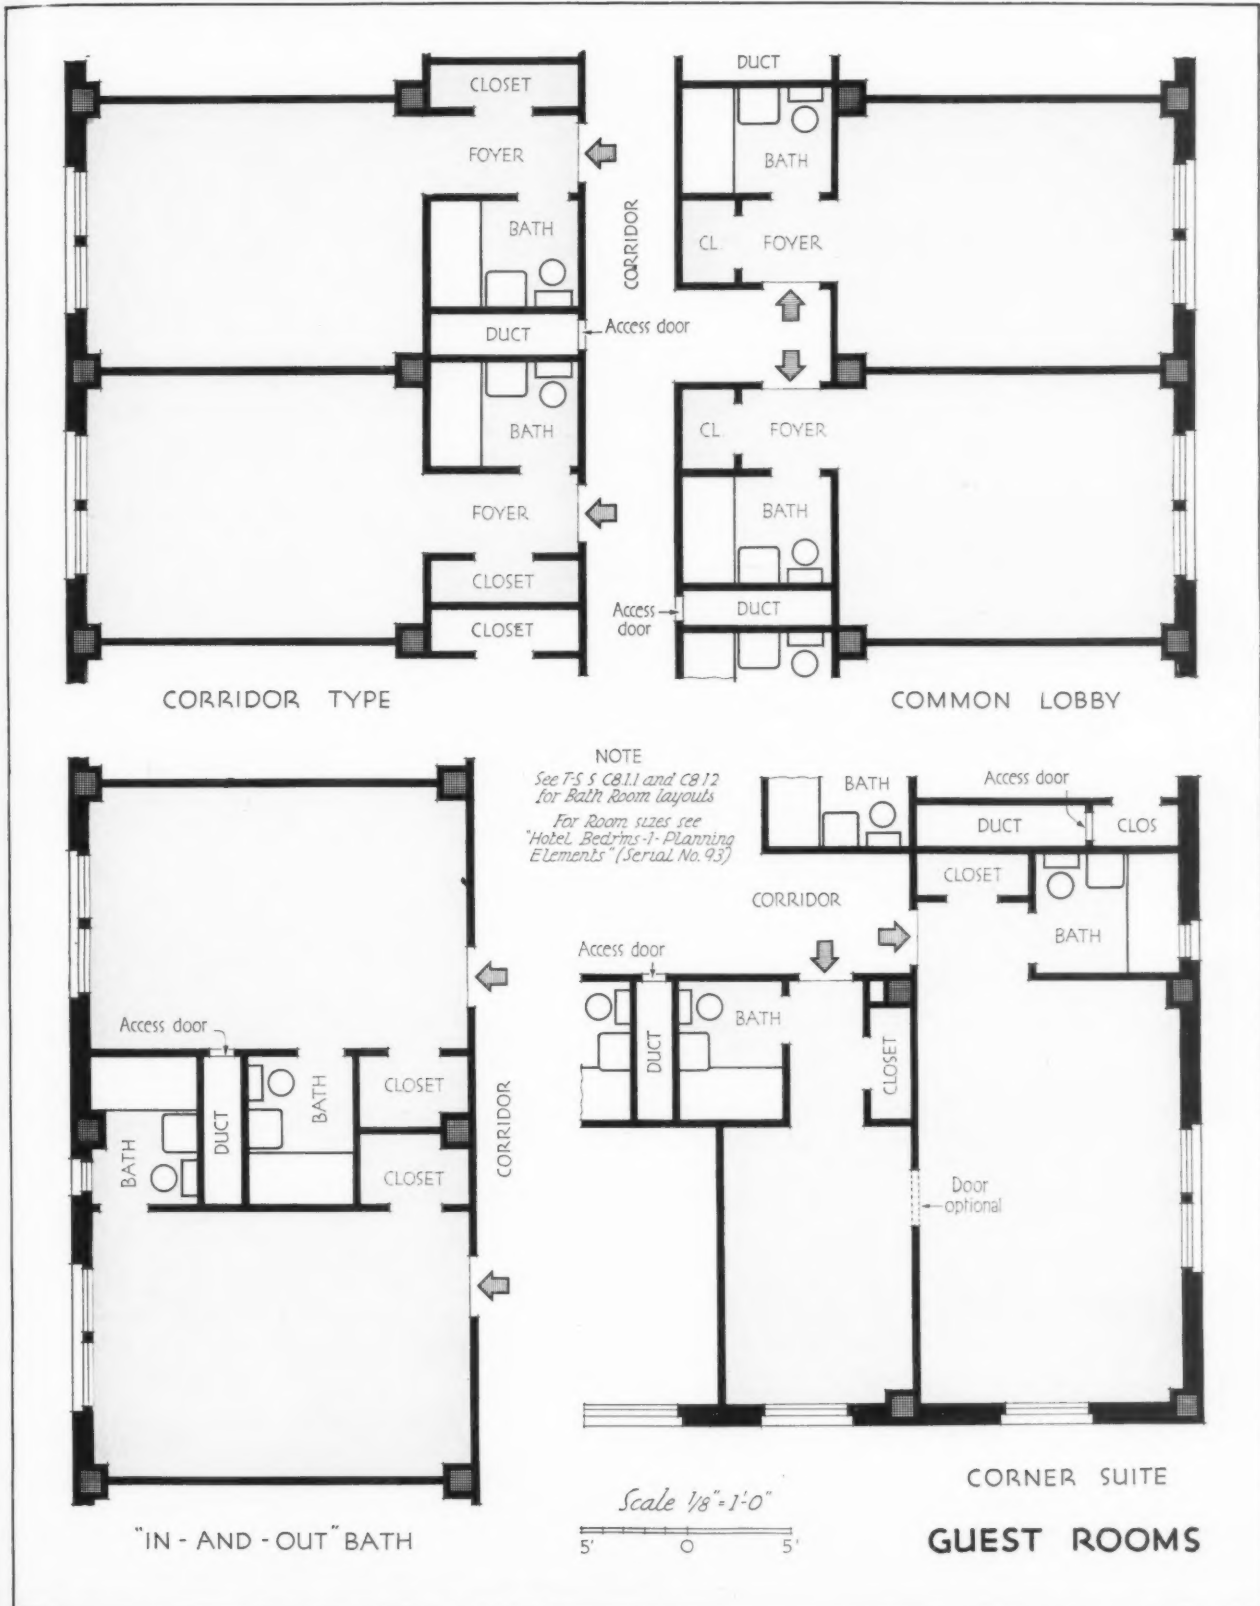 CLOSET
FOYER
BATH
CORRIDOR
DUCT
Access door
BATH
FOYER
CLOSET
CLOSET
CORRIDOR TYPE
DUCT
BATH
CL.
FOYER
CL.
FOYER
BATH
Access
door
DUCT
COMMON LOBBY
NOTE
See T-S S C8.1.1 and C8.1.2
for Bath Room layouts
For Room sizes see
"Hotel Bedr'ms-1-Planning
Elements" (Serial No. 93)
Access door
BATH
DUCT
BATH
CLOSET
CLOSET
CORRIDOR
"IN-AND-OUT" BATH
BATH
Access door
DUCT
CLOS
CLOSET
CORRIDOR
BATH
Access door
DUCT
BATH
CLOSET
Door
optional
CORNER SUITE
Scale 1/8"=1'-0"
5' 0 5'
GUEST ROOMS